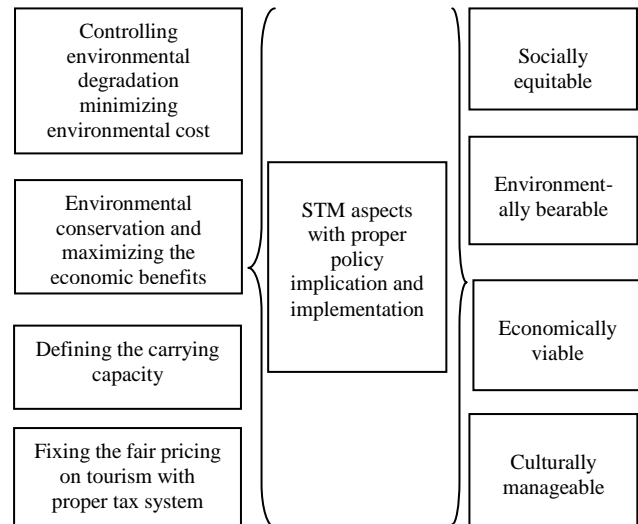 Controlling
environmental
degradation
minimizing
environmental cost
Environmental
conservation and
maximizing the
economic benefits
Defining the carrying
capacity
Fixing the fair pricing
on tourism with
proper tax system
STM aspects
with proper
policy
implication and
implementation
Socially
equitable
Environment-
ally bearable
Economically
viable
Culturally
manageable